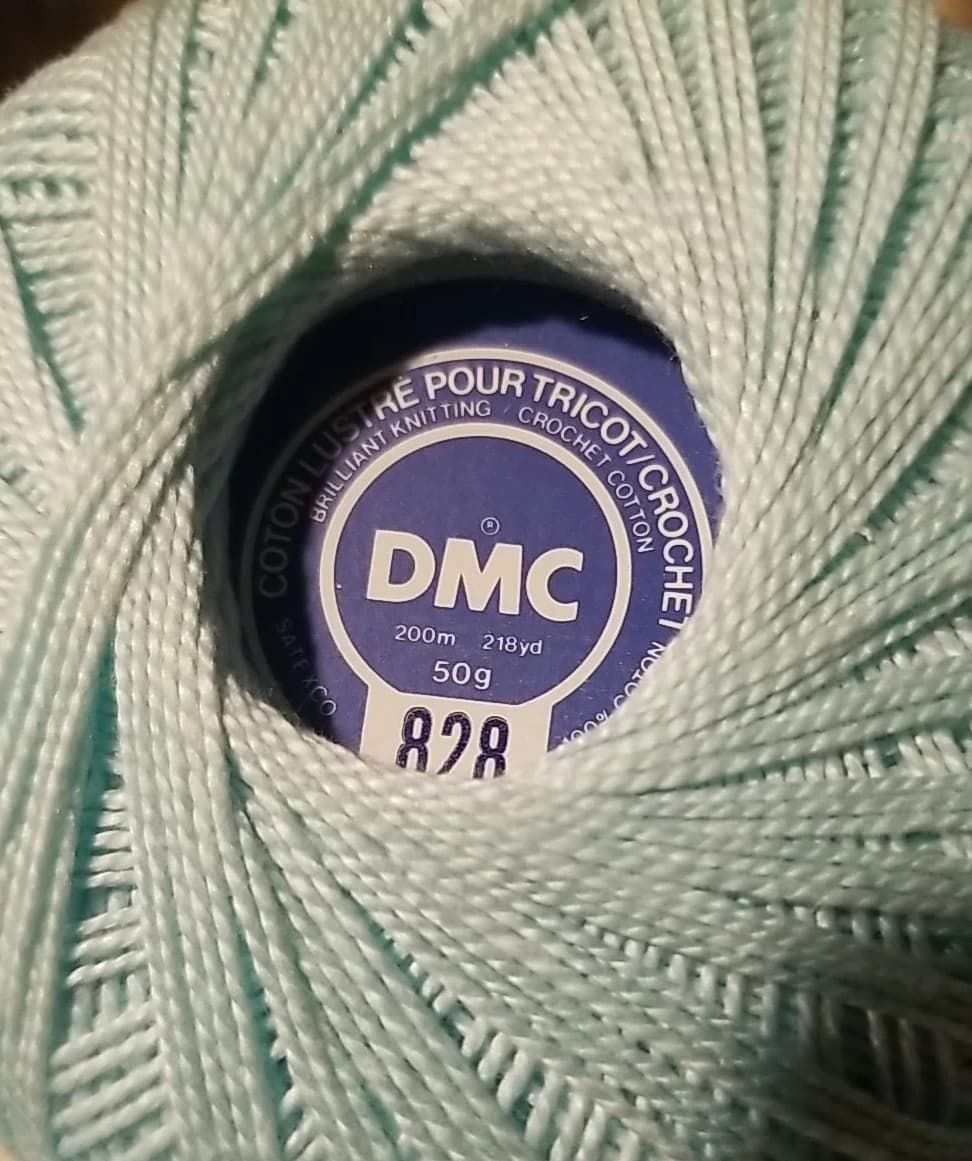 COTON LUSTRÉ POUR TRICOT/CROCHET
BRILLIANT KNITTING / CROCHET COTTON
®
DMC
200m 218yd
50g
828
100% COTON